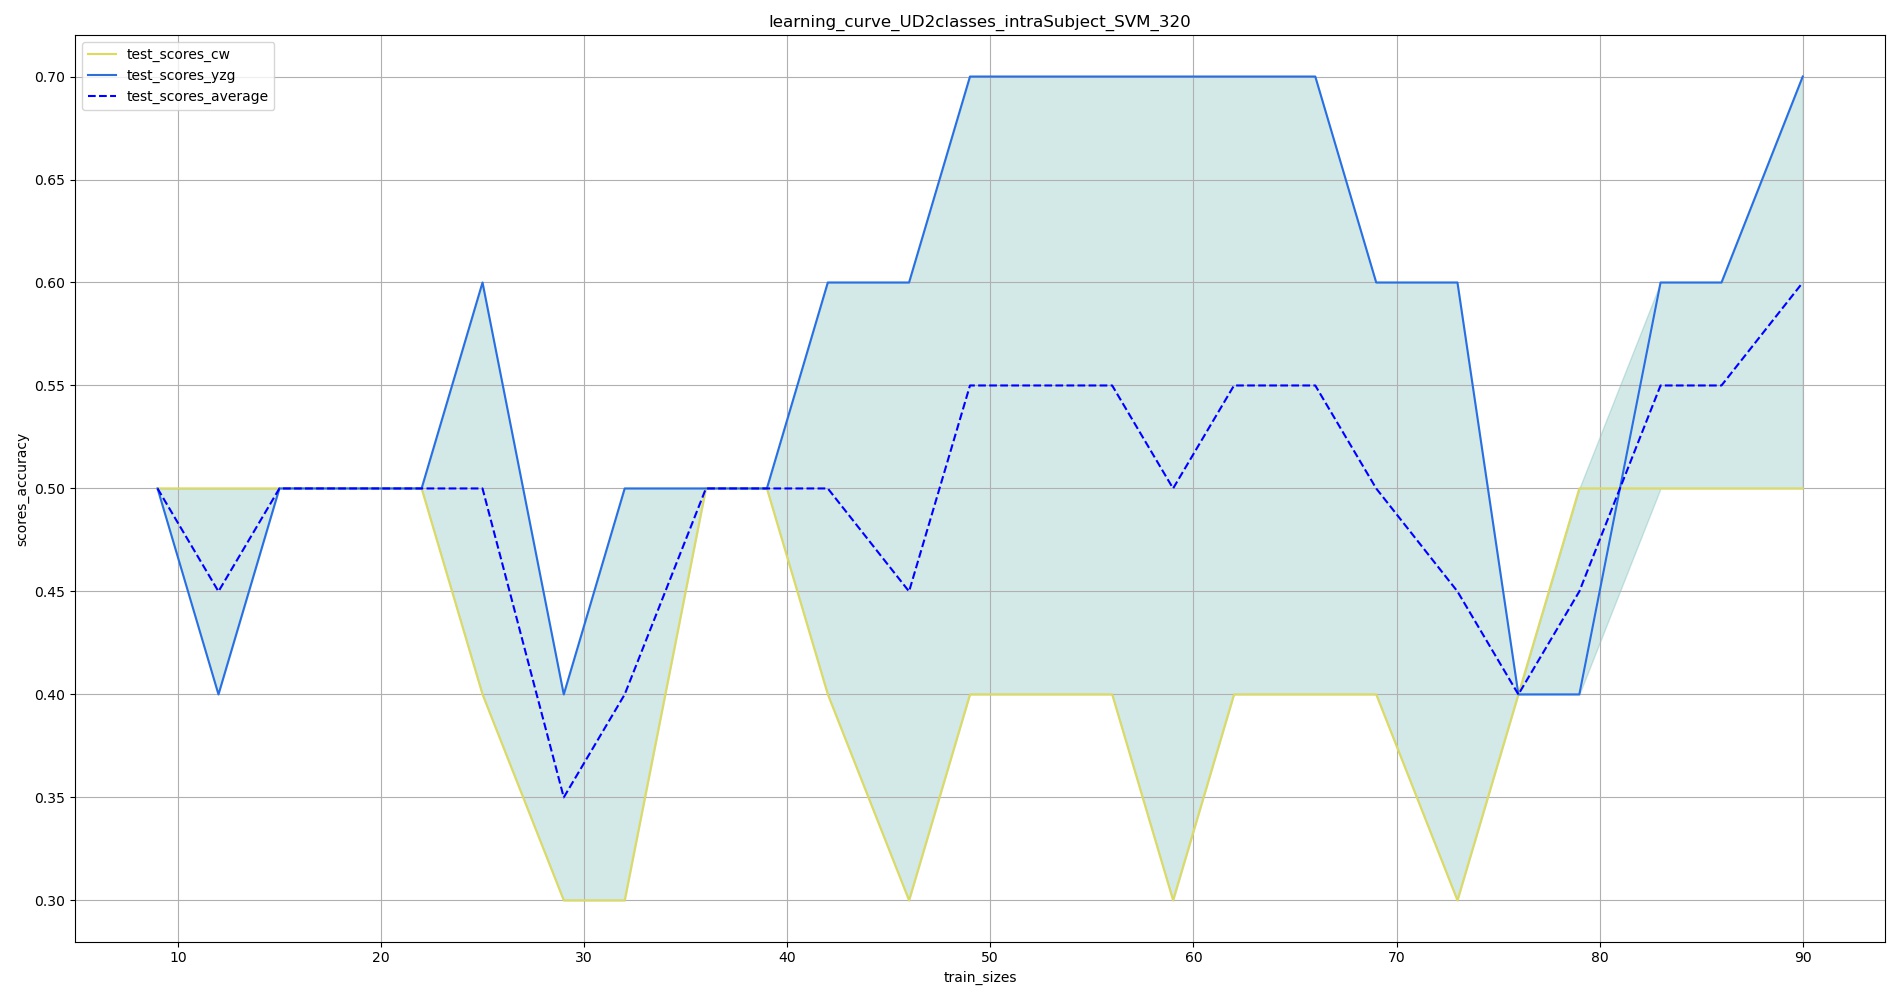 learning_curve_UD2classes_intraSubject_SVM_320
test_scores_cw
test_scores_yzg
test_scores_average
0.70
0.65
0.60
0.55
0.50
0.45
0.40
0.35
0.30
scores_accuracy
10 20 30 40 50 60 70 80 90
train_sizes